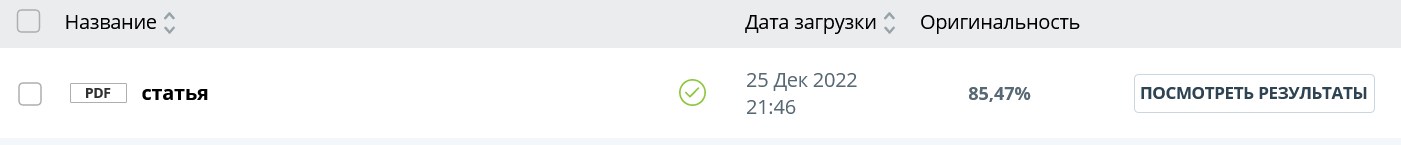 Название Дата загрузки Оригинальность
PDF статья 25 Дек 2022 21:46 85,47% ПОСМОТРЕТЬ РЕЗУЛЬТАТЫ